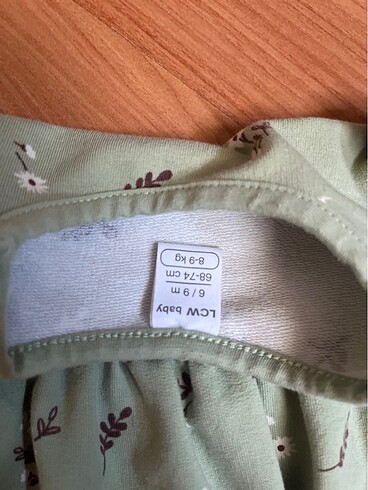 LCW baby
6 / 9 m
68-74 cm
8-9 kg